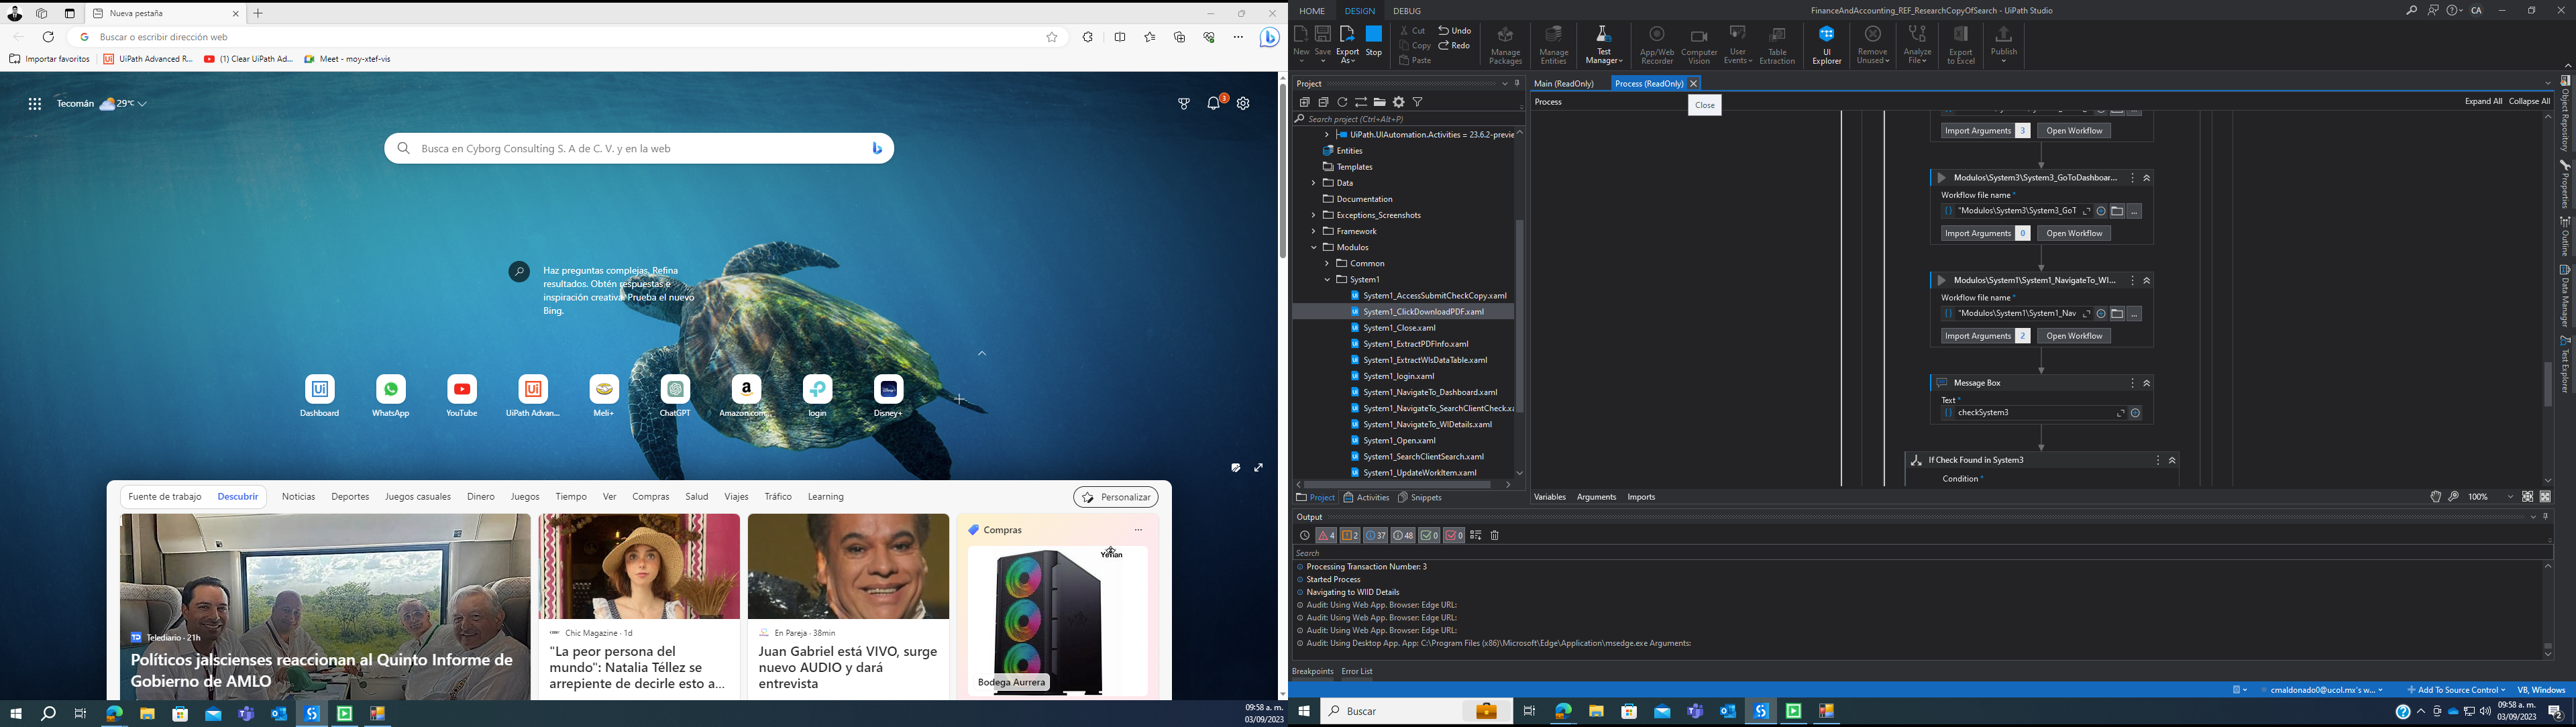 Nueva pestaña
Buscar o escribir dirección web
Importar favoritos
UiPath Advanced R...
(1) Clear UiPath Ad...
Meet - moy-xtef-vis
Tecomán
29°C
3
Busca en Cyborg Consulting S. A de C. V. y en la web
Haz preguntas complejas. Refina
resultados. Obtén respuestas e
inspiración creativa. Prueba el nuevo
Bing.
Dashboard
WhatsApp
YouTube
UiPath Advan...
Meli+
ChatGPT
Amazon.com...
login
Disney+
Fuente de trabajo
Descubrir
Noticias
Deportes
Juegos casuales
Dinero
Juegos
Tiempo
Ver
Compras
Salud
Viajes
Tráfico
Learning
Personalizar
Telediario · 21h
Políticos jalscienses reaccionan al Quinto Informe de
Gobierno de AMLO
Chic Magazine · 1d
"La peor persona del
mundo": Natalia Téllez se
arrepiente de decirle esto a...
En Pareja · 38min
Juan Gabriel está VIVO, surge
nuevo AUDIO y dará
entrevista
Compras
Yeyian
Bodega Aurrera
09:58 a. m.
03/09/2023
HOME
DESIGN
DEBUG
FinanceAndAccounting_REF_ResearchCopyOfSearch - UiPath Studio
CA
New
Save
Export
As
Stop
Cut
Copy
Paste
Undo
Redo
Manage
Packages
Manage
Entities
Test
Manager
App/Web
Recorder
Computer
Vision
User
Events
Table
Extraction
UI
Explorer
Remove
Unused
Analyze
File
Export
to Excel
Publish
Project
Search project (Ctrl+Alt+P)
UiPath.UIAutomation.Activities = 23.6.2-previe
Entities
Templates
Data
Documentation
Exceptions_Screenshots
Framework
Modulos
Common
System1
System1_AccessSubmitCheckCopy.xaml
System1_ClickDownloadPDF.xaml
System1_Close.xaml
System1_ExtractPDFInfo.xaml
System1_ExtractWIsDataTable.xaml
System1_login.xaml
System1_NavigateTo_Dashboard.xaml
System1_NavigateTo_SearchClientCheck.xa
System1_NavigateTo_WIDetails.xaml
System1_Open.xaml
System1_SearchClientSearch.xaml
System1_UpdateWorkItem.xaml
Project
Activities
Snippets
Main (ReadOnly)
Process (ReadOnly)
Close
Process
Expand All
Collapse All
Import Arguments
3
Open Workflow
Modulos\System3\System3_GoToDashboar...
Workflow file name *
"Modulos\System3\System3_GoT
Import Arguments
0
Open Workflow
Modulos\System1\System1_NavigateTo_WI...
Workflow file name *
"Modulos\System1\System1_Nav
Import Arguments
2
Open Workflow
Message Box
Text *
checkSystem3
If Check Found in System3
Condition *
Variables
Arguments
Imports
100%
Object Repository
Properties
Outline
Data Manager
Test Explorer
Output
4
2
37
48
0
0
Search
Processing Transaction Number: 3
Started Process
Navigating to WIID Details
Audit: Using Web App. Browser: Edge URL:
Audit: Using Web App. Browser: Edge URL:
Audit: Using Web App. Browser: Edge URL:
Audit: Using Desktop App. App: C:\Program Files (x86)\Microsoft\Edge\Application\msedge.exe Arguments:
Breakpoints
Error List
cmaldonado0@ucol.mx's w...
Add To Source Control
VB, Windows
Buscar
09:58 a. m.
03/09/2023
2